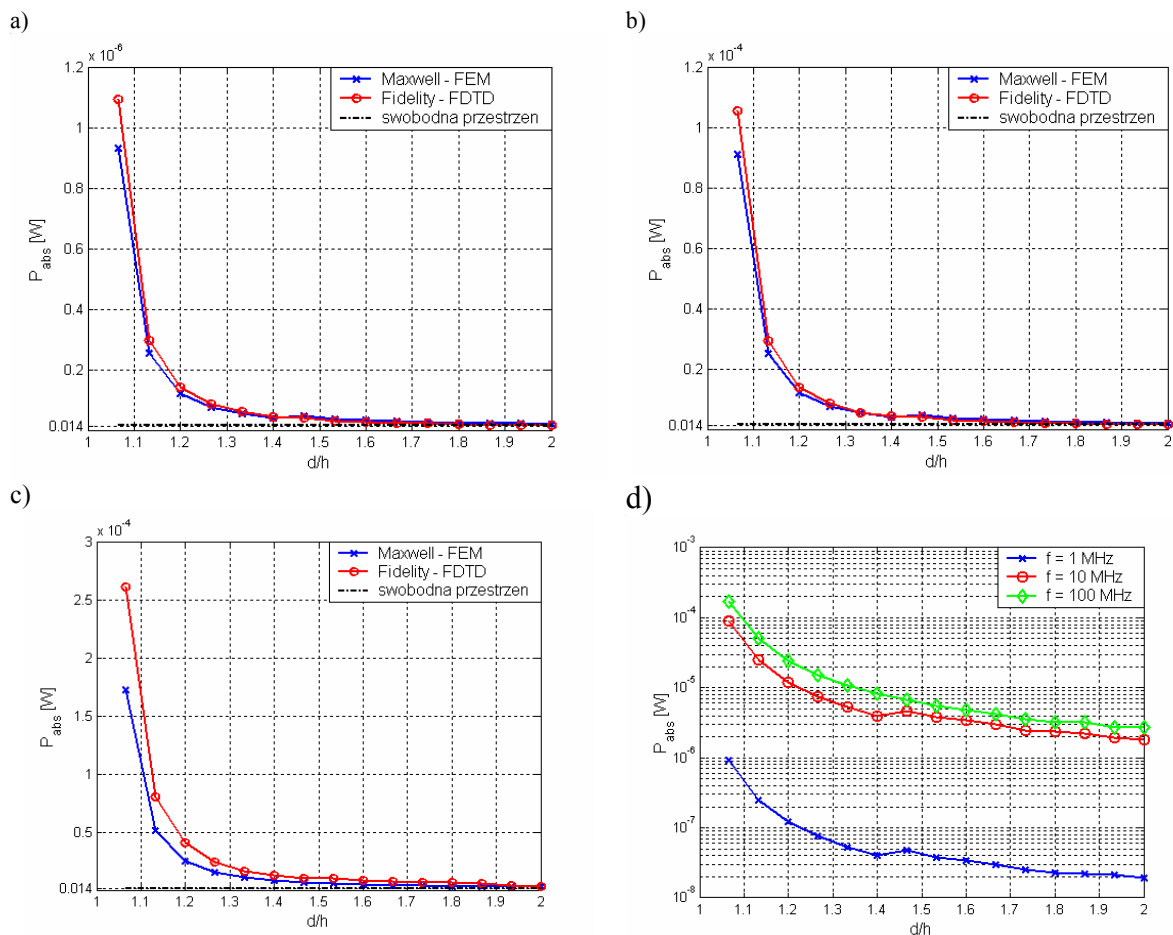 a)
x 10^-6
Maxwell - FEM
Fidelity - FDTD
swobodna przestrzen
1.2
1
0.8
0.6
0.4
0.2
0.014
P_abs [W]
1 1.1 1.2 1.3 1.4 1.5 1.6 1.7 1.8 1.9 2
d/h
b)
x 10^-4
Maxwell - FEM
Fidelity - FDTD
swobodna przestrzen
1.2
1
0.8
0.6
0.4
0.2
0.014
P_abs [W]
1 1.1 1.2 1.3 1.4 1.5 1.6 1.7 1.8 1.9 2
d/h
c)
x 10^-4
Maxwell - FEM
Fidelity - FDTD
swobodna przestrzen
3
2.5
2
1.5
1
0.5
0.014
P_abs [W]
1 1.1 1.2 1.3 1.4 1.5 1.6 1.7 1.8 1.9 2
d/h
d)
f = 1 MHz
f = 10 MHz
f = 100 MHz
10^-3
10^-4
10^-5
10^-6
10^-7
10^-8
P_abs [W]
1 1.1 1.2 1.3 1.4 1.5 1.6 1.7 1.8 1.9 2
d/h